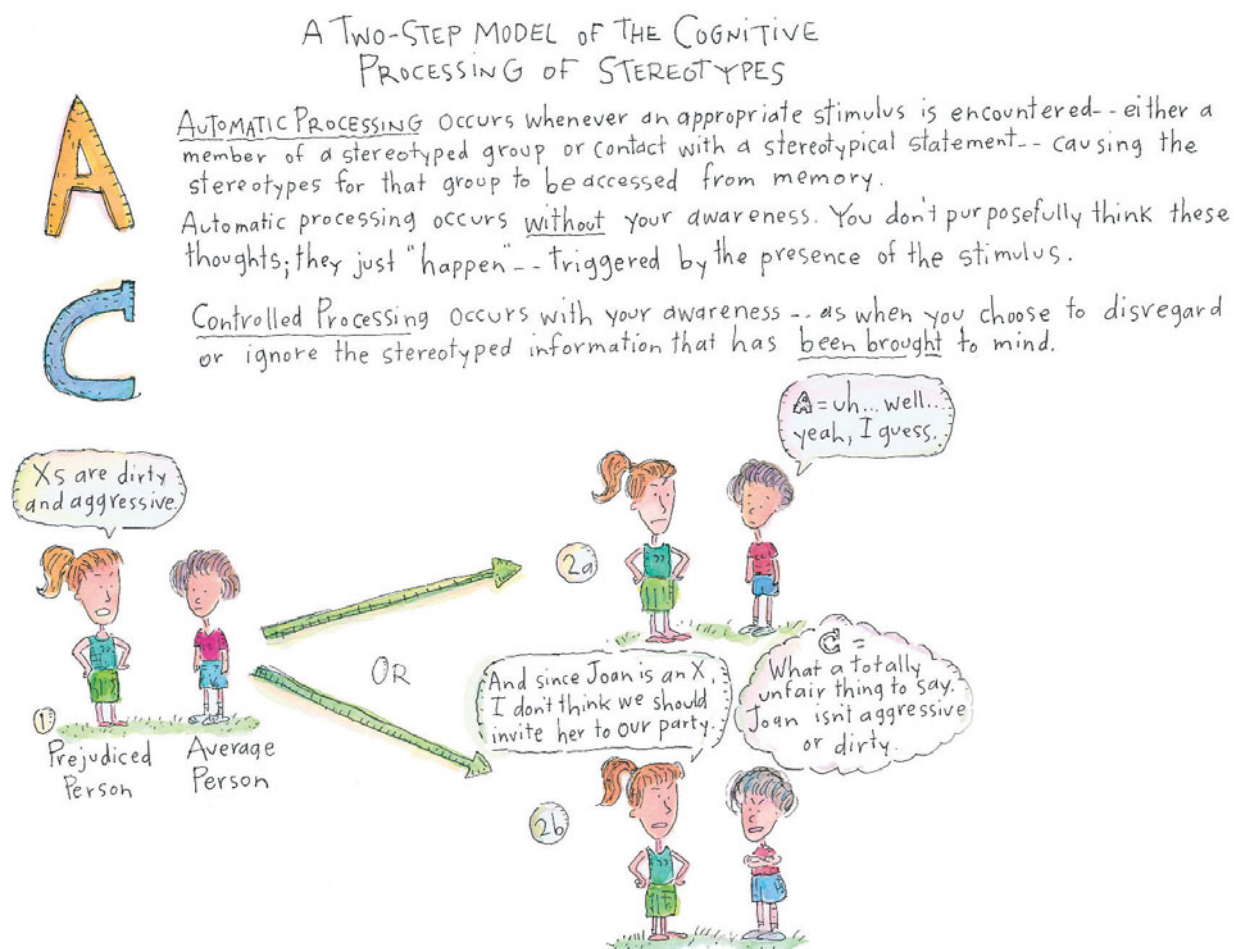 A TWO-STEP MODEL OF THE COGNITIVE
PROCESSING OF STEREOTYPES
A
AUTOMATIC PROCESSING occurs whenever an appropriate stimulus is encountered--either a
member of a stereotyped group or contact with a stereotypical statement-- causing the
stereotypes for that group to be accessed from memory.
Automatic processing occurs without your awareness. You don't purposefully think these
thoughts; they just "happen"-- triggered by the presence of the stimulus.
C
Controlled Processing occurs with your awareness -- as when you choose to disregard
or ignore the stereotyped information that has been brought to mind.
Xs are dirty
and aggressive.
1
Prejudiced
Person
Average
Person
OR
2a
A = uh... well...
yeah, I guess.
2b
And since Joan is an X,
I don't think we should
invite her to our party.
C =
What a totally
unfair thing to say.
Joan isn't aggressive
or dirty.